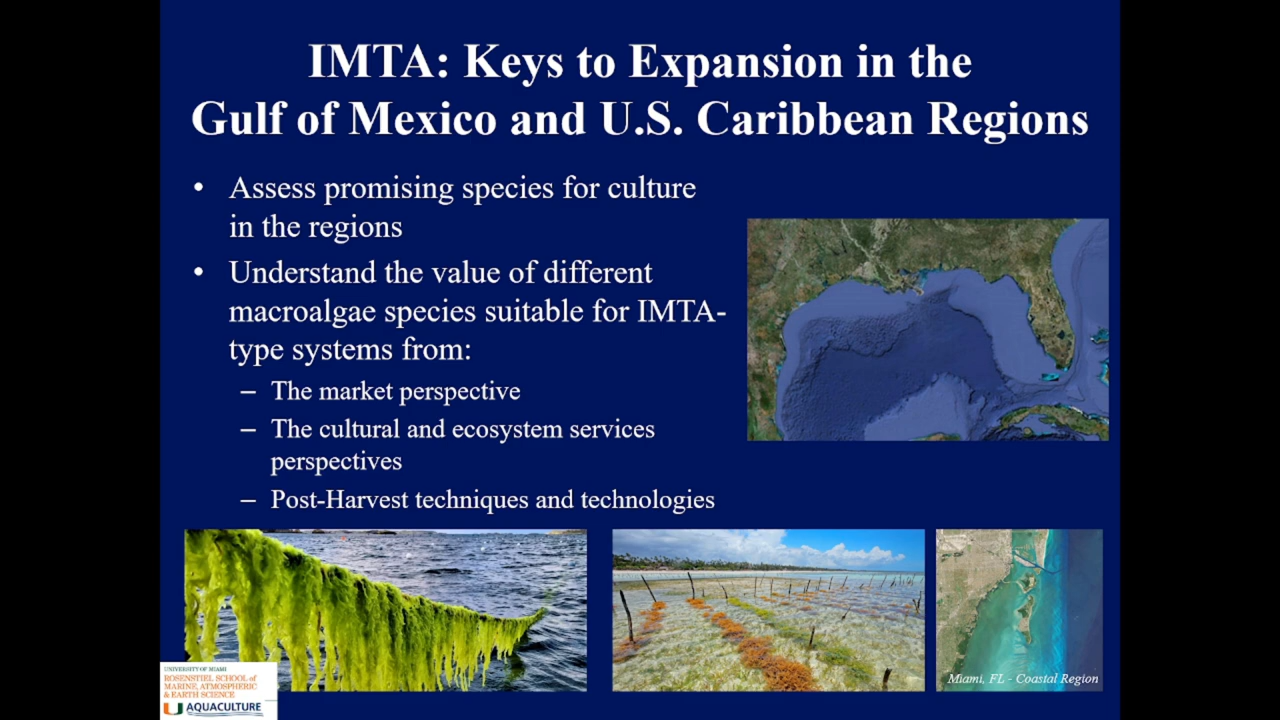 IMTA: Keys to Expansion in the
Gulf of Mexico and U.S. Caribbean Regions
• Assess promising species for culture
in the regions
• Understand the value of different
macroalgae species suitable for IMTA-
type systems from:
– The market perspective
– The cultural and ecosystem services
perspectives
– Post-Harvest techniques and technologies
Miami, FL - Coastal Region
UNIVERSITY OF MIAMI
ROSENSTIEL SCHOOL of
MARINE, ATMOSPHERIC
& EARTH SCIENCE
AQUACULTURE